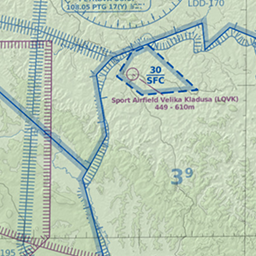 108.05 PTG 17(Y)
LDD-170
30
SFC
Sport Airfield Velika Kladusa (LQVK)
449 - 610m
39
195